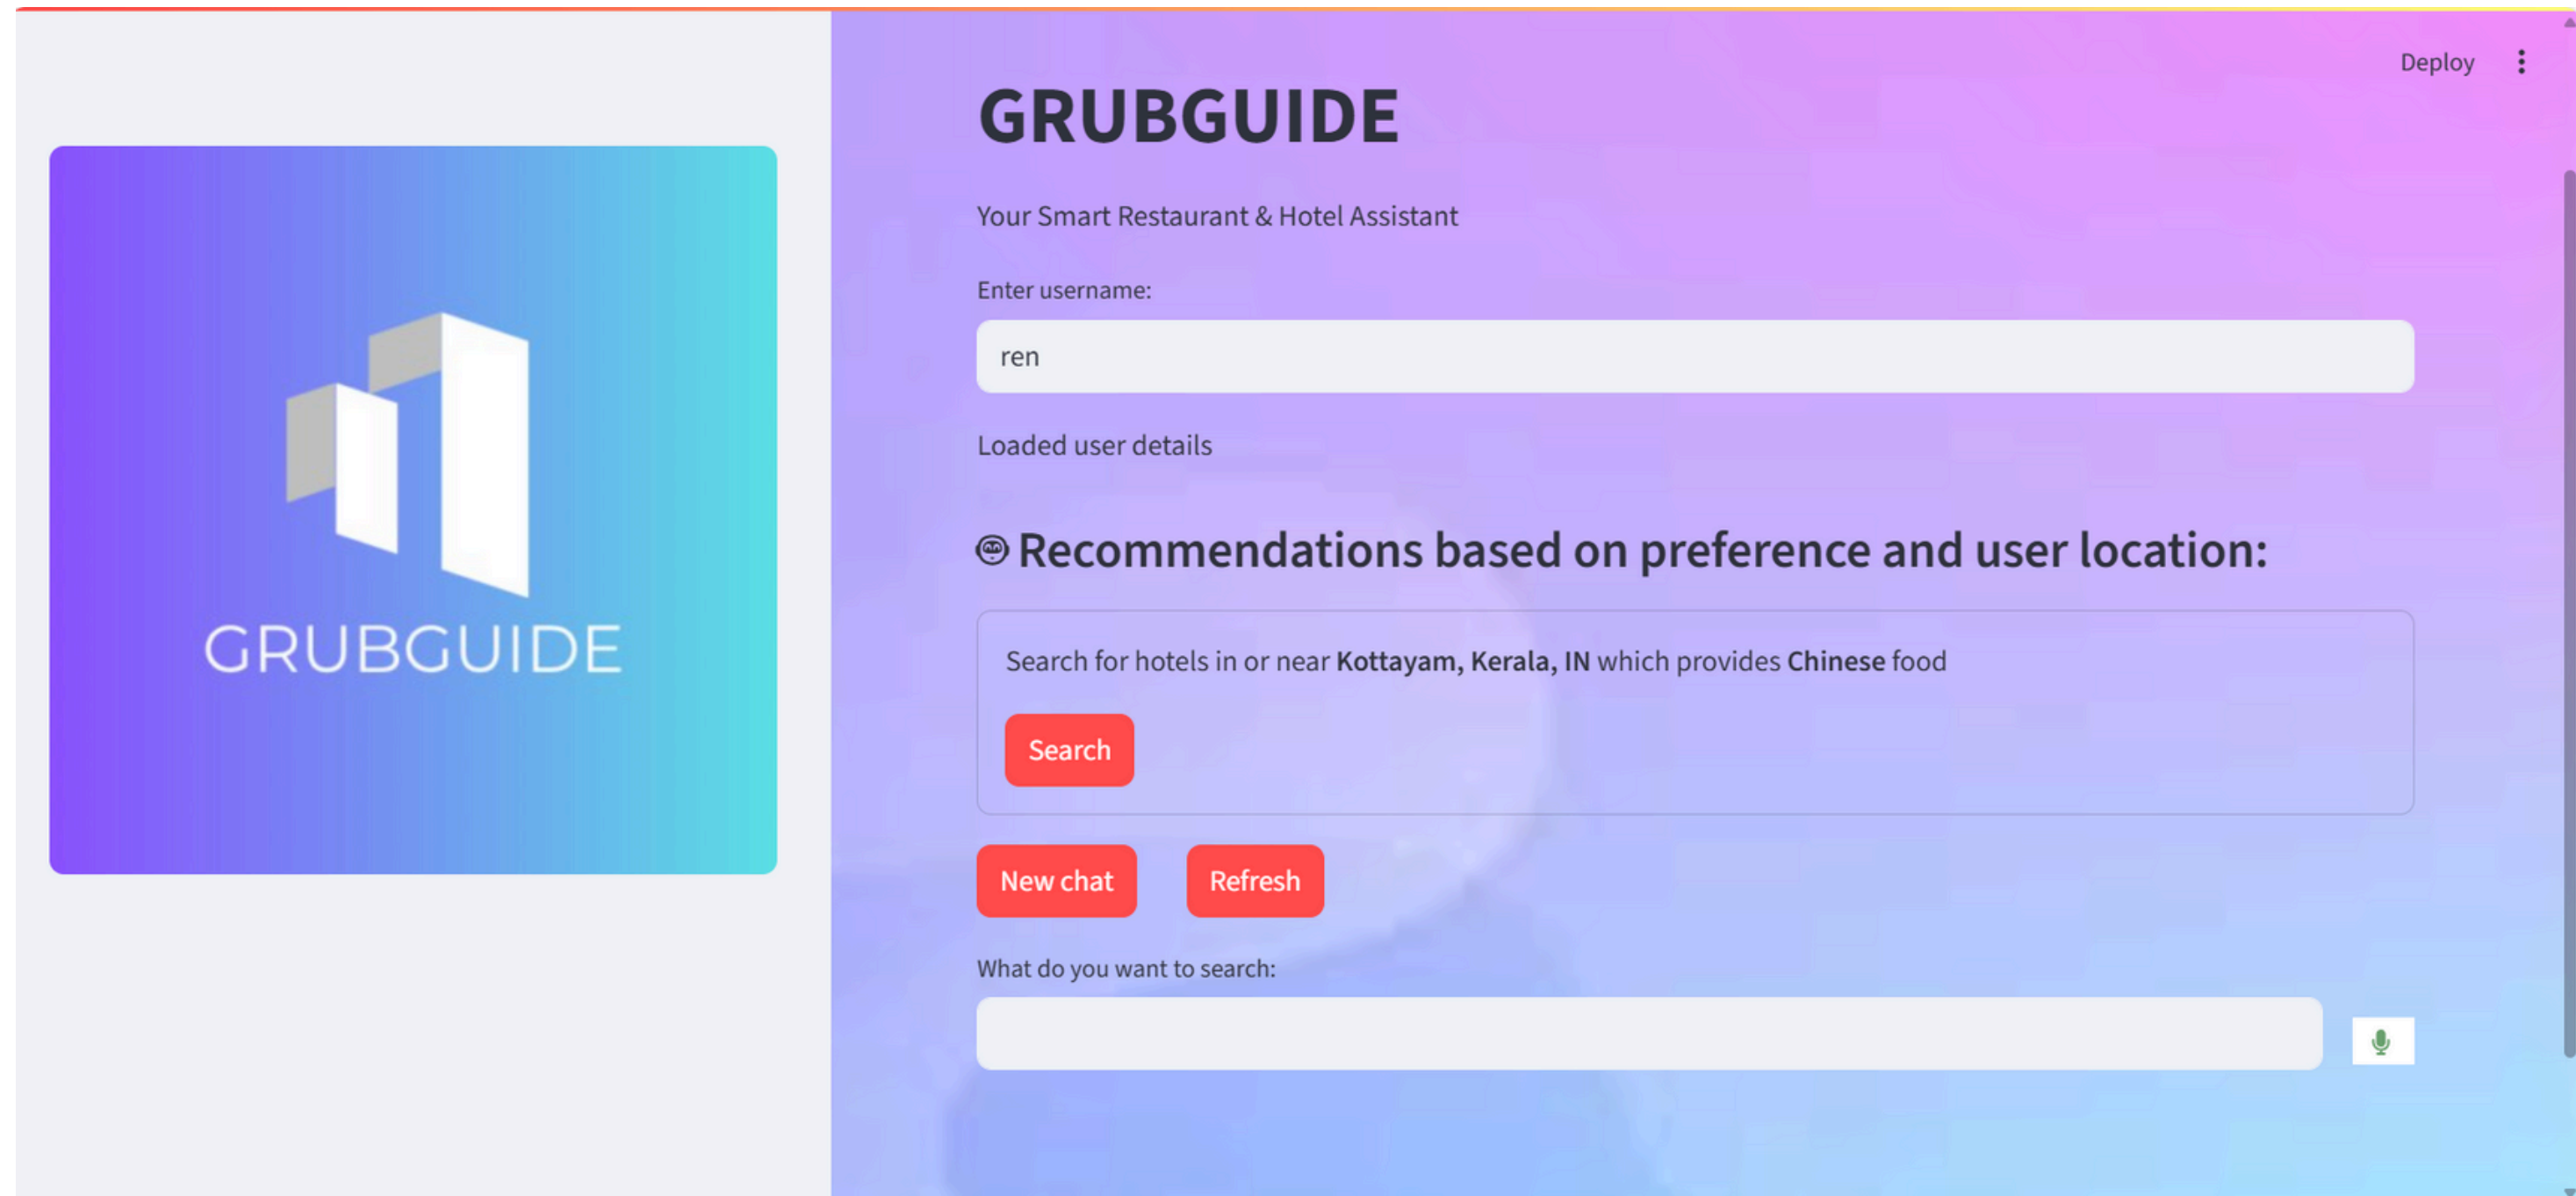 GRUBGUIDE
Deploy
GRUBGUIDE
Your Smart Restaurant & Hotel Assistant
Enter username:
ren
Loaded user details
Recommendations based on preference and user location:
Search for hotels in or near Kottayam, Kerala, IN which provides Chinese food
Search
New chat
Refresh
What do you want to search: